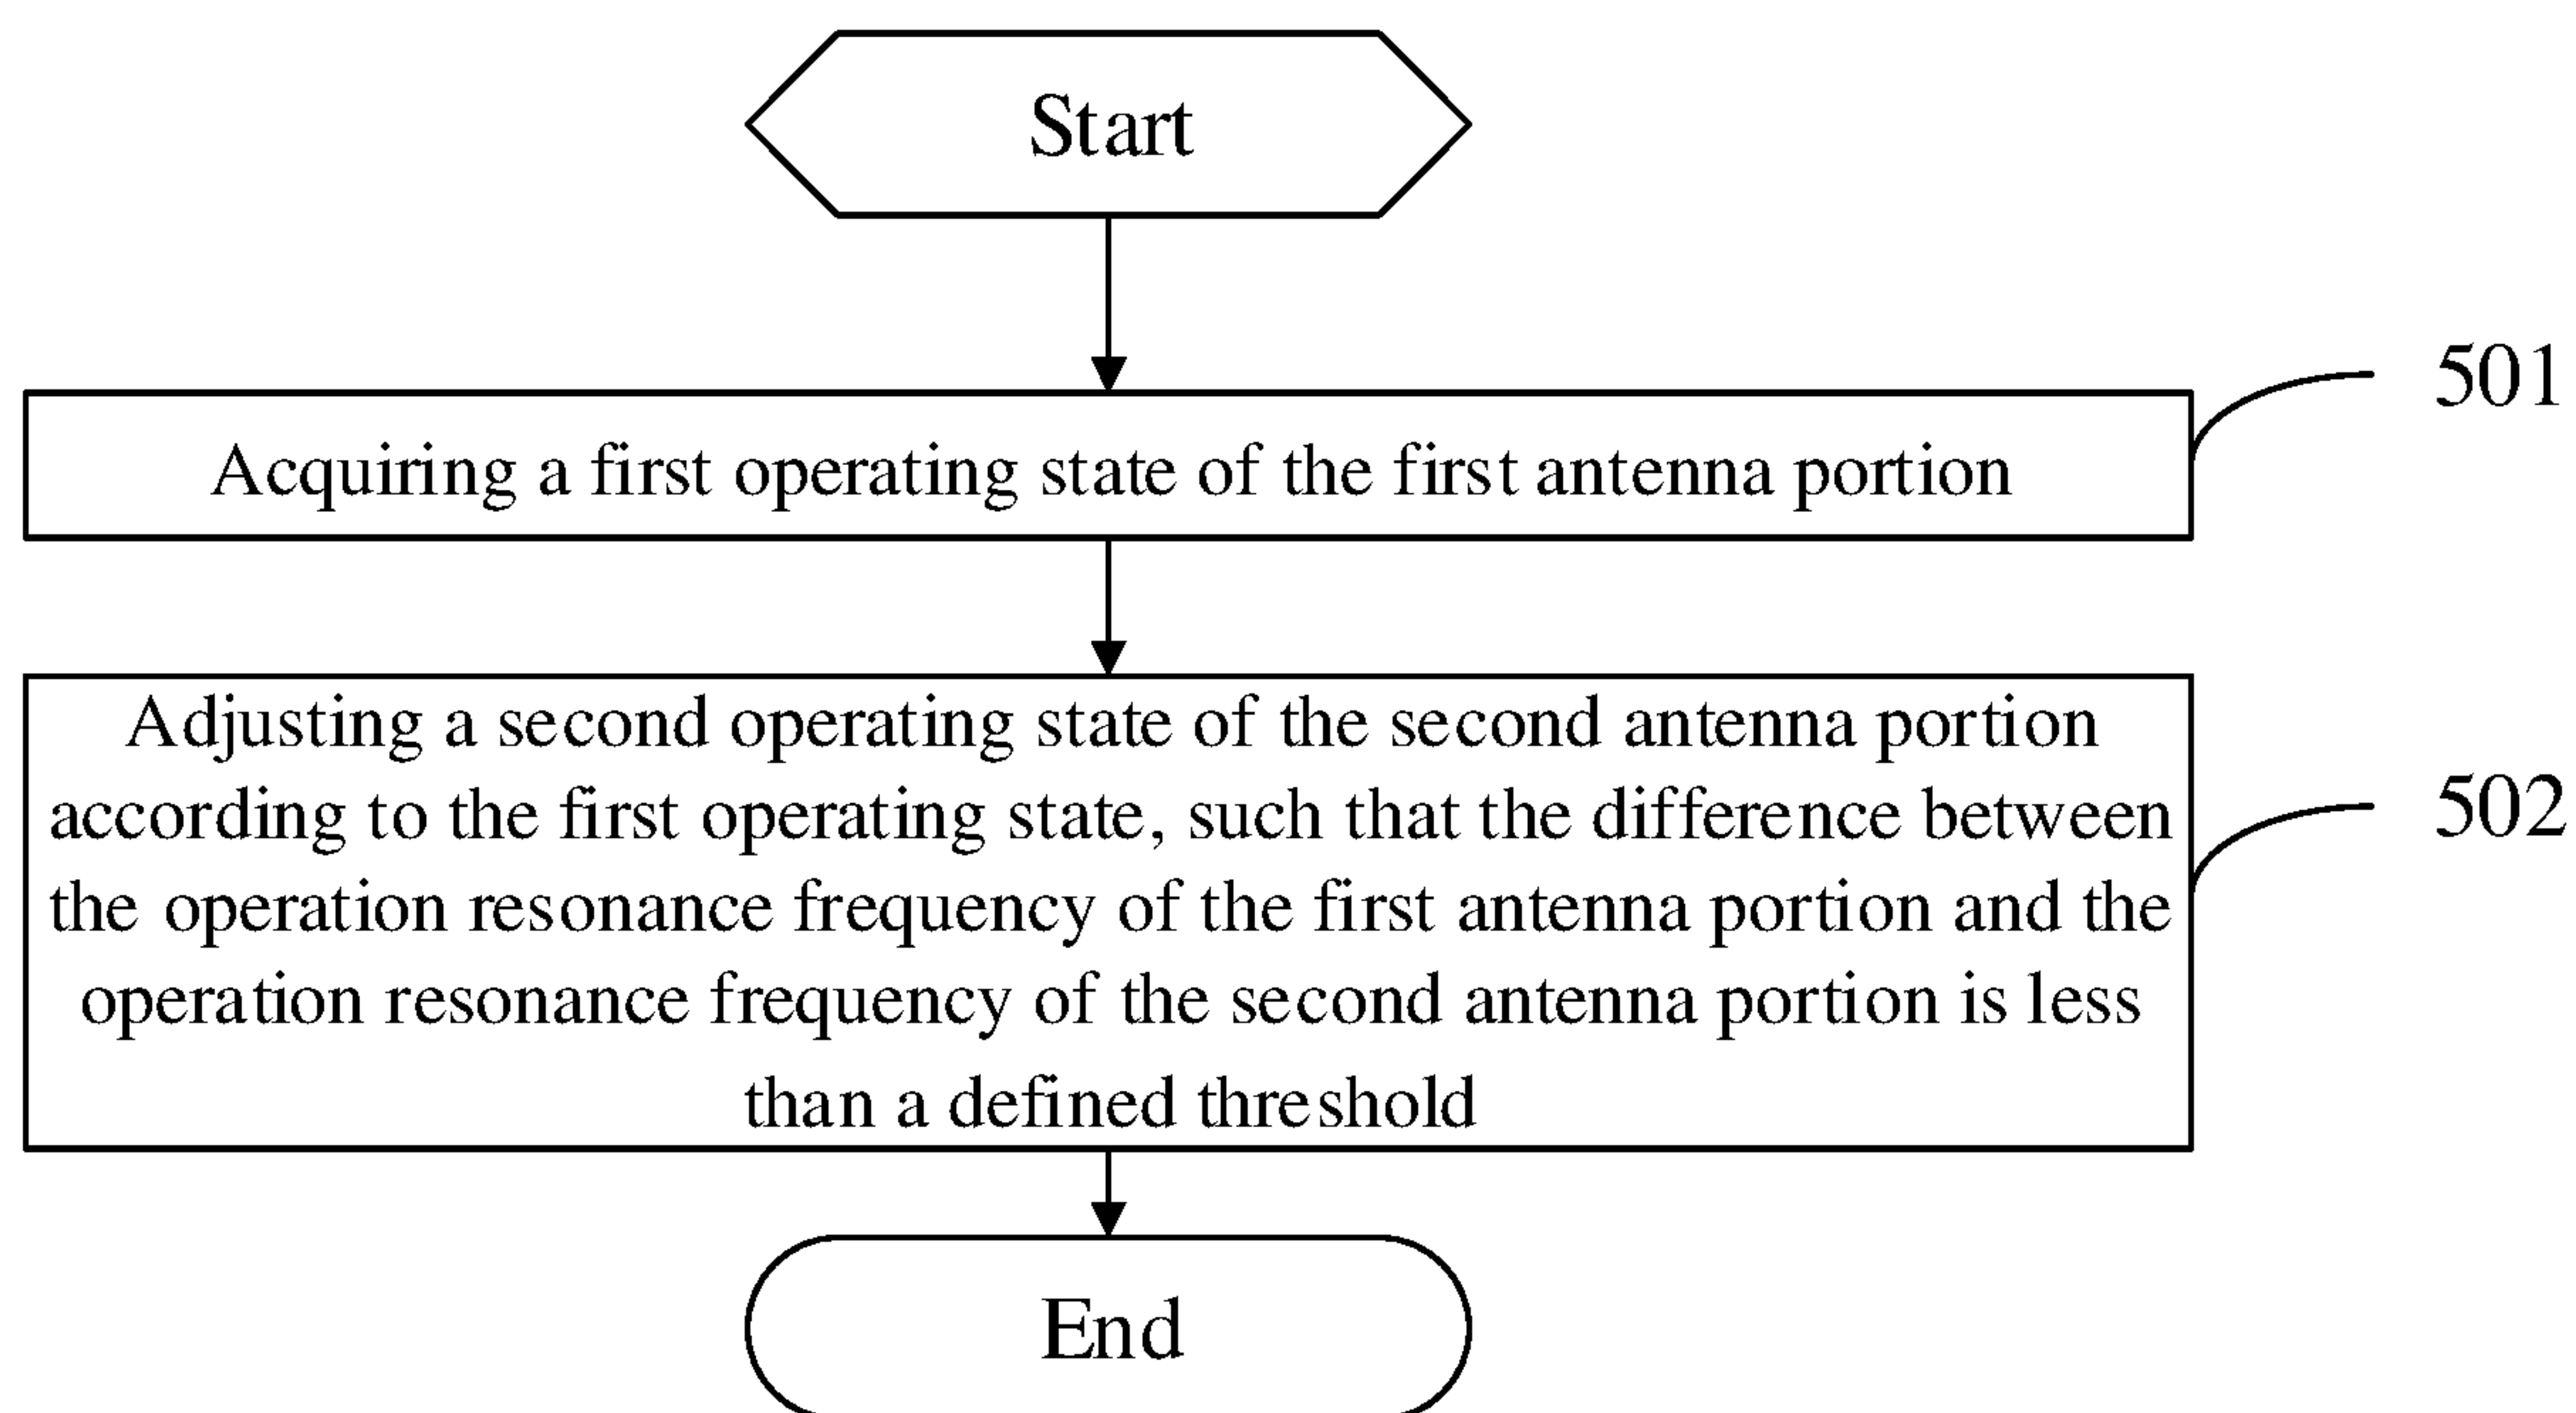 Start
501
Acquiring a first operating state of the first antenna portion
Adjusting a second operating state of the second antenna portion
according to the first operating state, such that the difference between
502
the operation resonance frequency of the first antenna portion and the
operation resonance frequency of the second antenna portion is less
than a defined threshold
End